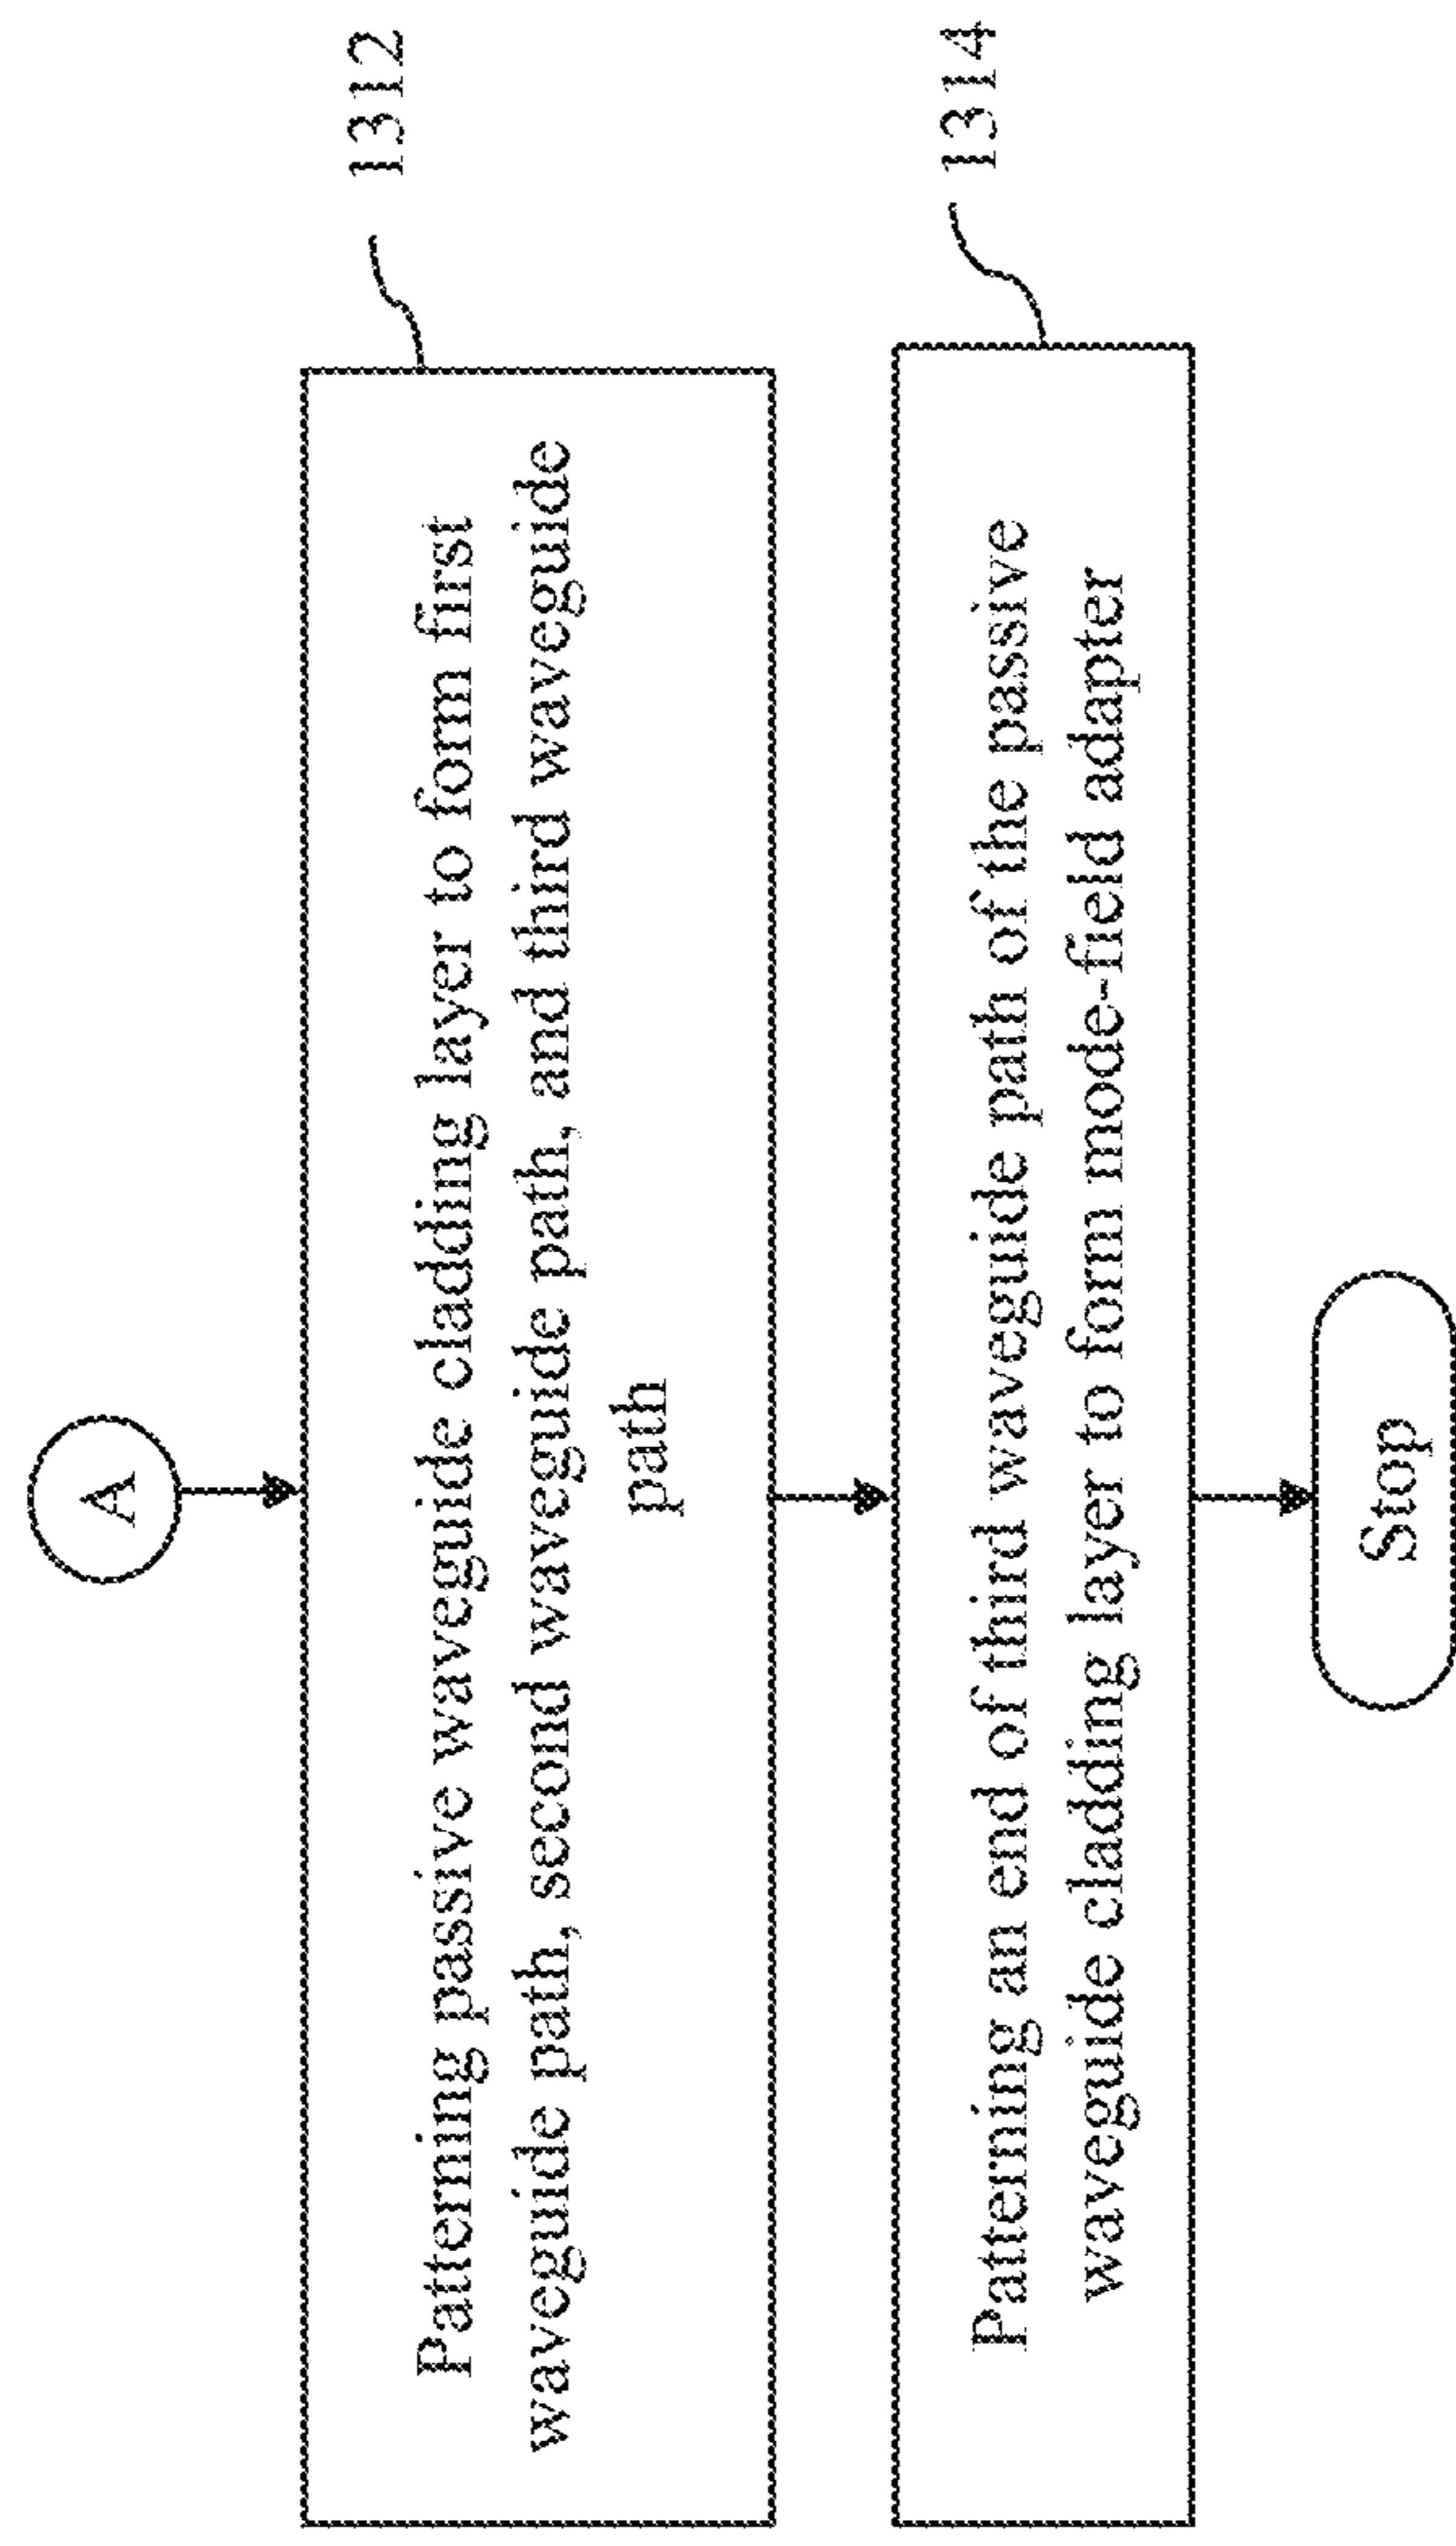 A
1312
Patterning passive waveguide cladding layer to form first
waveguide path, second waveguide path, and third waveguide
path
1314
Patterning an end of third waveguide path of the passive
waveguide cladding layer to form mode-field adapter
Stop